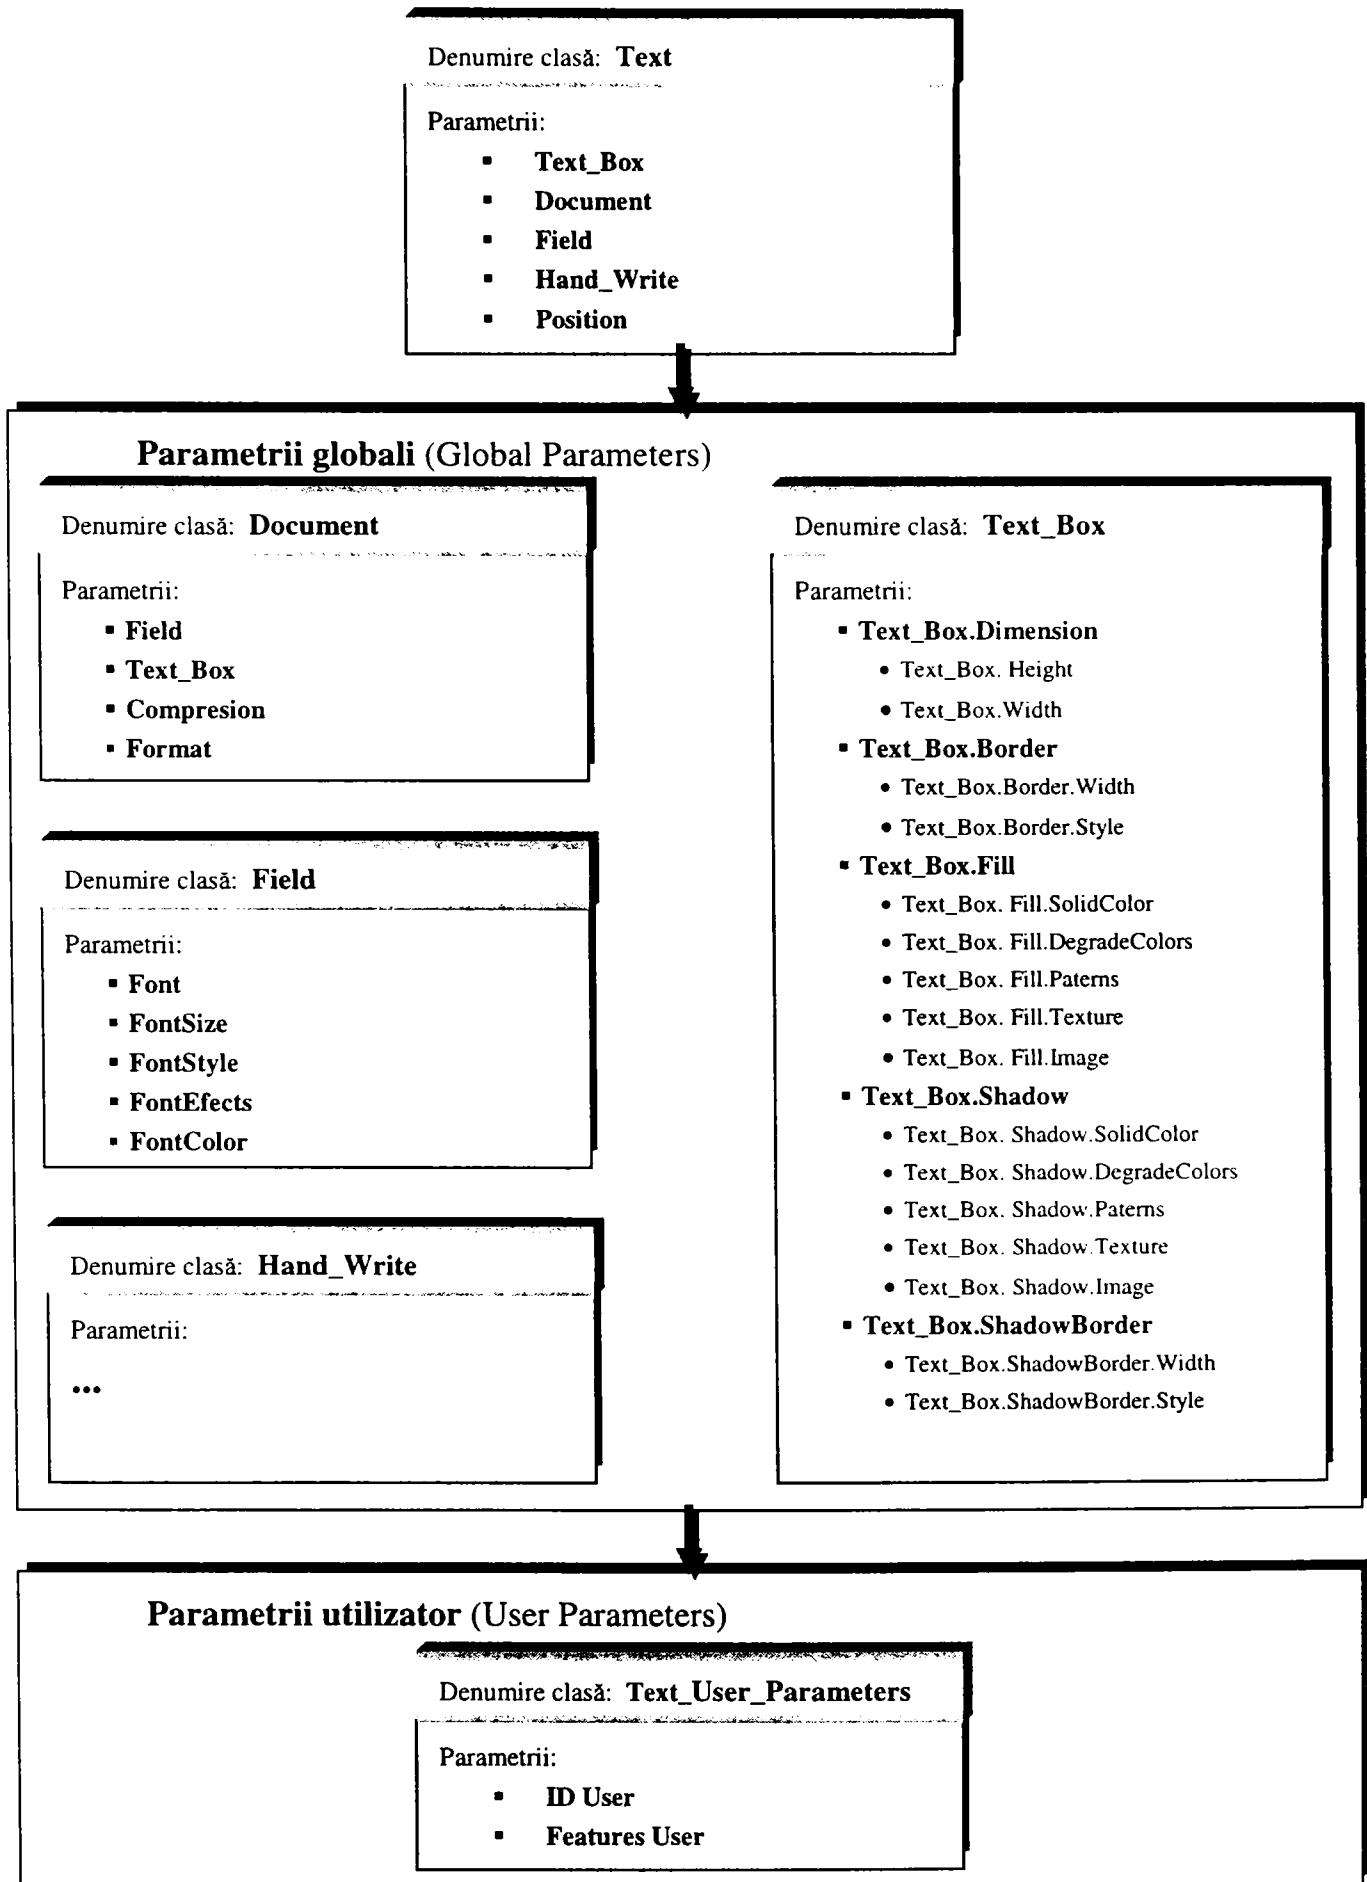 Denumire clasă: Text
Parametrii:
▪ Text_Box
▪ Document
▪ Field
▪ Hand_Write
▪ Position
Parametrii globali (Global Parameters)
Denumire clasă: Document
Parametrii:
▪ Field
▪ Text_Box
▪ Compresion
▪ Format
Denumire clasă: Field
Parametrii:
▪ Font
▪ FontSize
▪ FontStyle
▪ FontEfects
▪ FontColor
Denumire clasă: Hand_Write
Parametrii:
...
Denumire clasă: Text_Box
Parametrii:
▪ Text_Box.Dimension
• Text_Box. Height
• Text_Box.Width
▪ Text_Box.Border
• Text_Box.Border.Width
• Text_Box.Border.Style
▪ Text_Box.Fill
• Text_Box. Fill.SolidColor
• Text_Box. Fill.DegradeColors
• Text_Box. Fill.Paterns
• Text_Box. Fill.Texture
• Text_Box. Fill.Image
▪ Text_Box.Shadow
• Text_Box. Shadow.SolidColor
• Text_Box. Shadow.DegradeColors
• Text_Box. Shadow.Paterns
• Text_Box. Shadow.Texture
• Text_Box. Shadow.Image
▪ Text_Box.ShadowBorder
• Text_Box.ShadowBorder.Width
• Text_Box.ShadowBorder.Style
Parametrii utilizator (User Parameters)
Denumire clasă: Text_User_Parameters
Parametrii:
▪ ID User
▪ Features User